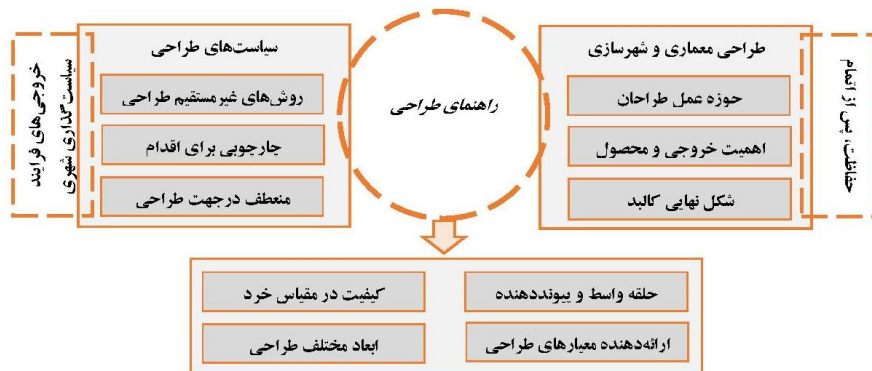 حفاظت، پس از اتمام
طراحی معماری و شهرسازی
حوزه عمل طراحان
اهمیت خروجی و محصول
شکل نهایی کالبد
راهنمای طراحی
سیاست‌های طراحی
روش‌های غیرمستقیم طراحی
چارچوبی برای اقدام
منعطف درجهت طراحی
خروجی‌های فرایند
سیاست‌گذاری شهری
حلقه واسط و پیونددهنده
کیفیت در مقیاس خرد
ارائه‌دهنده معیارهای طراحی
ابعاد مختلف طراحی